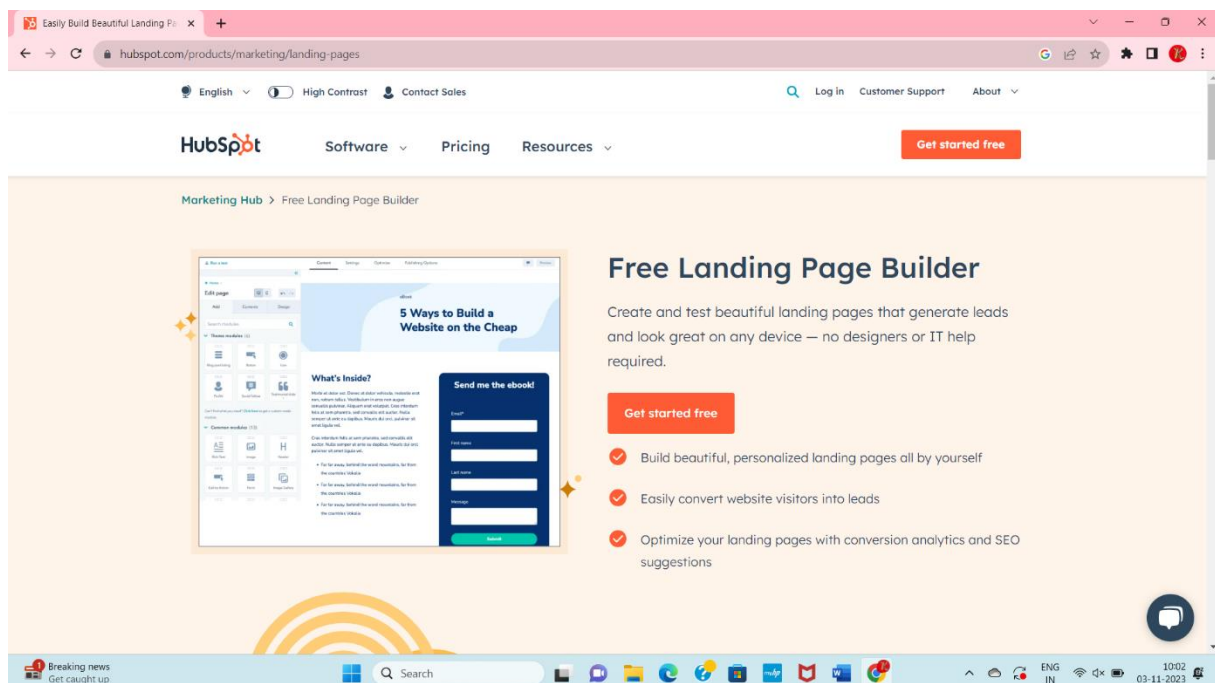 Easily Build Beautiful Landing Pa
hubspot.com/products/marketing/landing-pages
English High Contrast Contact Sales Log in Customer Support About
HubSpot Software Pricing Resources Get started free
Marketing Hub > Free Landing Page Builder
Content Settings Optimize
Edit page
Add Contents Design
Theme modules
Common modules
5 Ways to Build a
Website on the Cheap
What's Inside?
Send me the ebook!
Email*
First name
Last name
Message
Submit
Free Landing Page Builder
Create and test beautiful landing pages that generate leads
and look great on any device — no designers or IT help
required.
Get started free
Build beautiful, personalized landing pages all by yourself
Easily convert website visitors into leads
Optimize your landing pages with conversion analytics and SEO
suggestions
1 Breaking news
Get caught up
Search
ENG
IN
10:02
03-11-2023